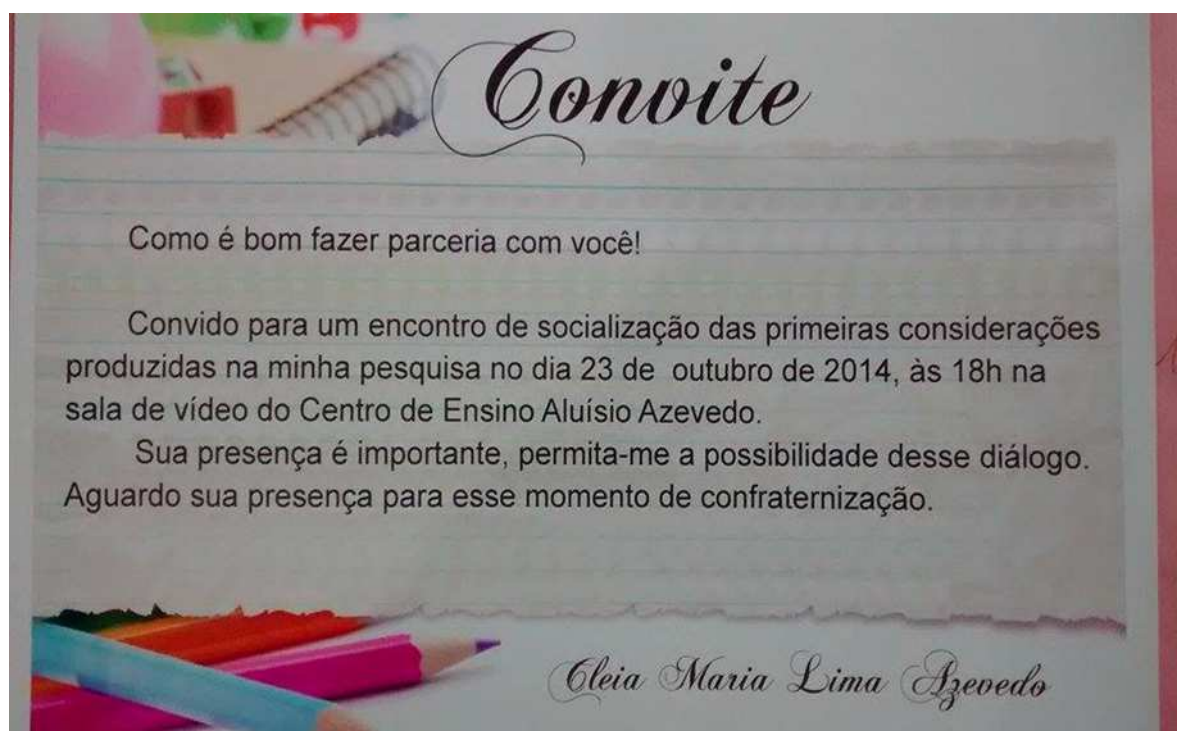 Convite
Como é bom fazer parceria com você!
Convido para um encontro de socialização das primeiras considerações
produzidas na minha pesquisa no dia 23 de outubro de 2014, às 18h na
sala de vídeo do Centro de Ensino Aluísio Azevedo.
Sua presença é importante, permita-me a possibilidade desse diálogo.
Aguardo sua presença para esse momento de confraternização.
Cleia Maria Lima Azevedo